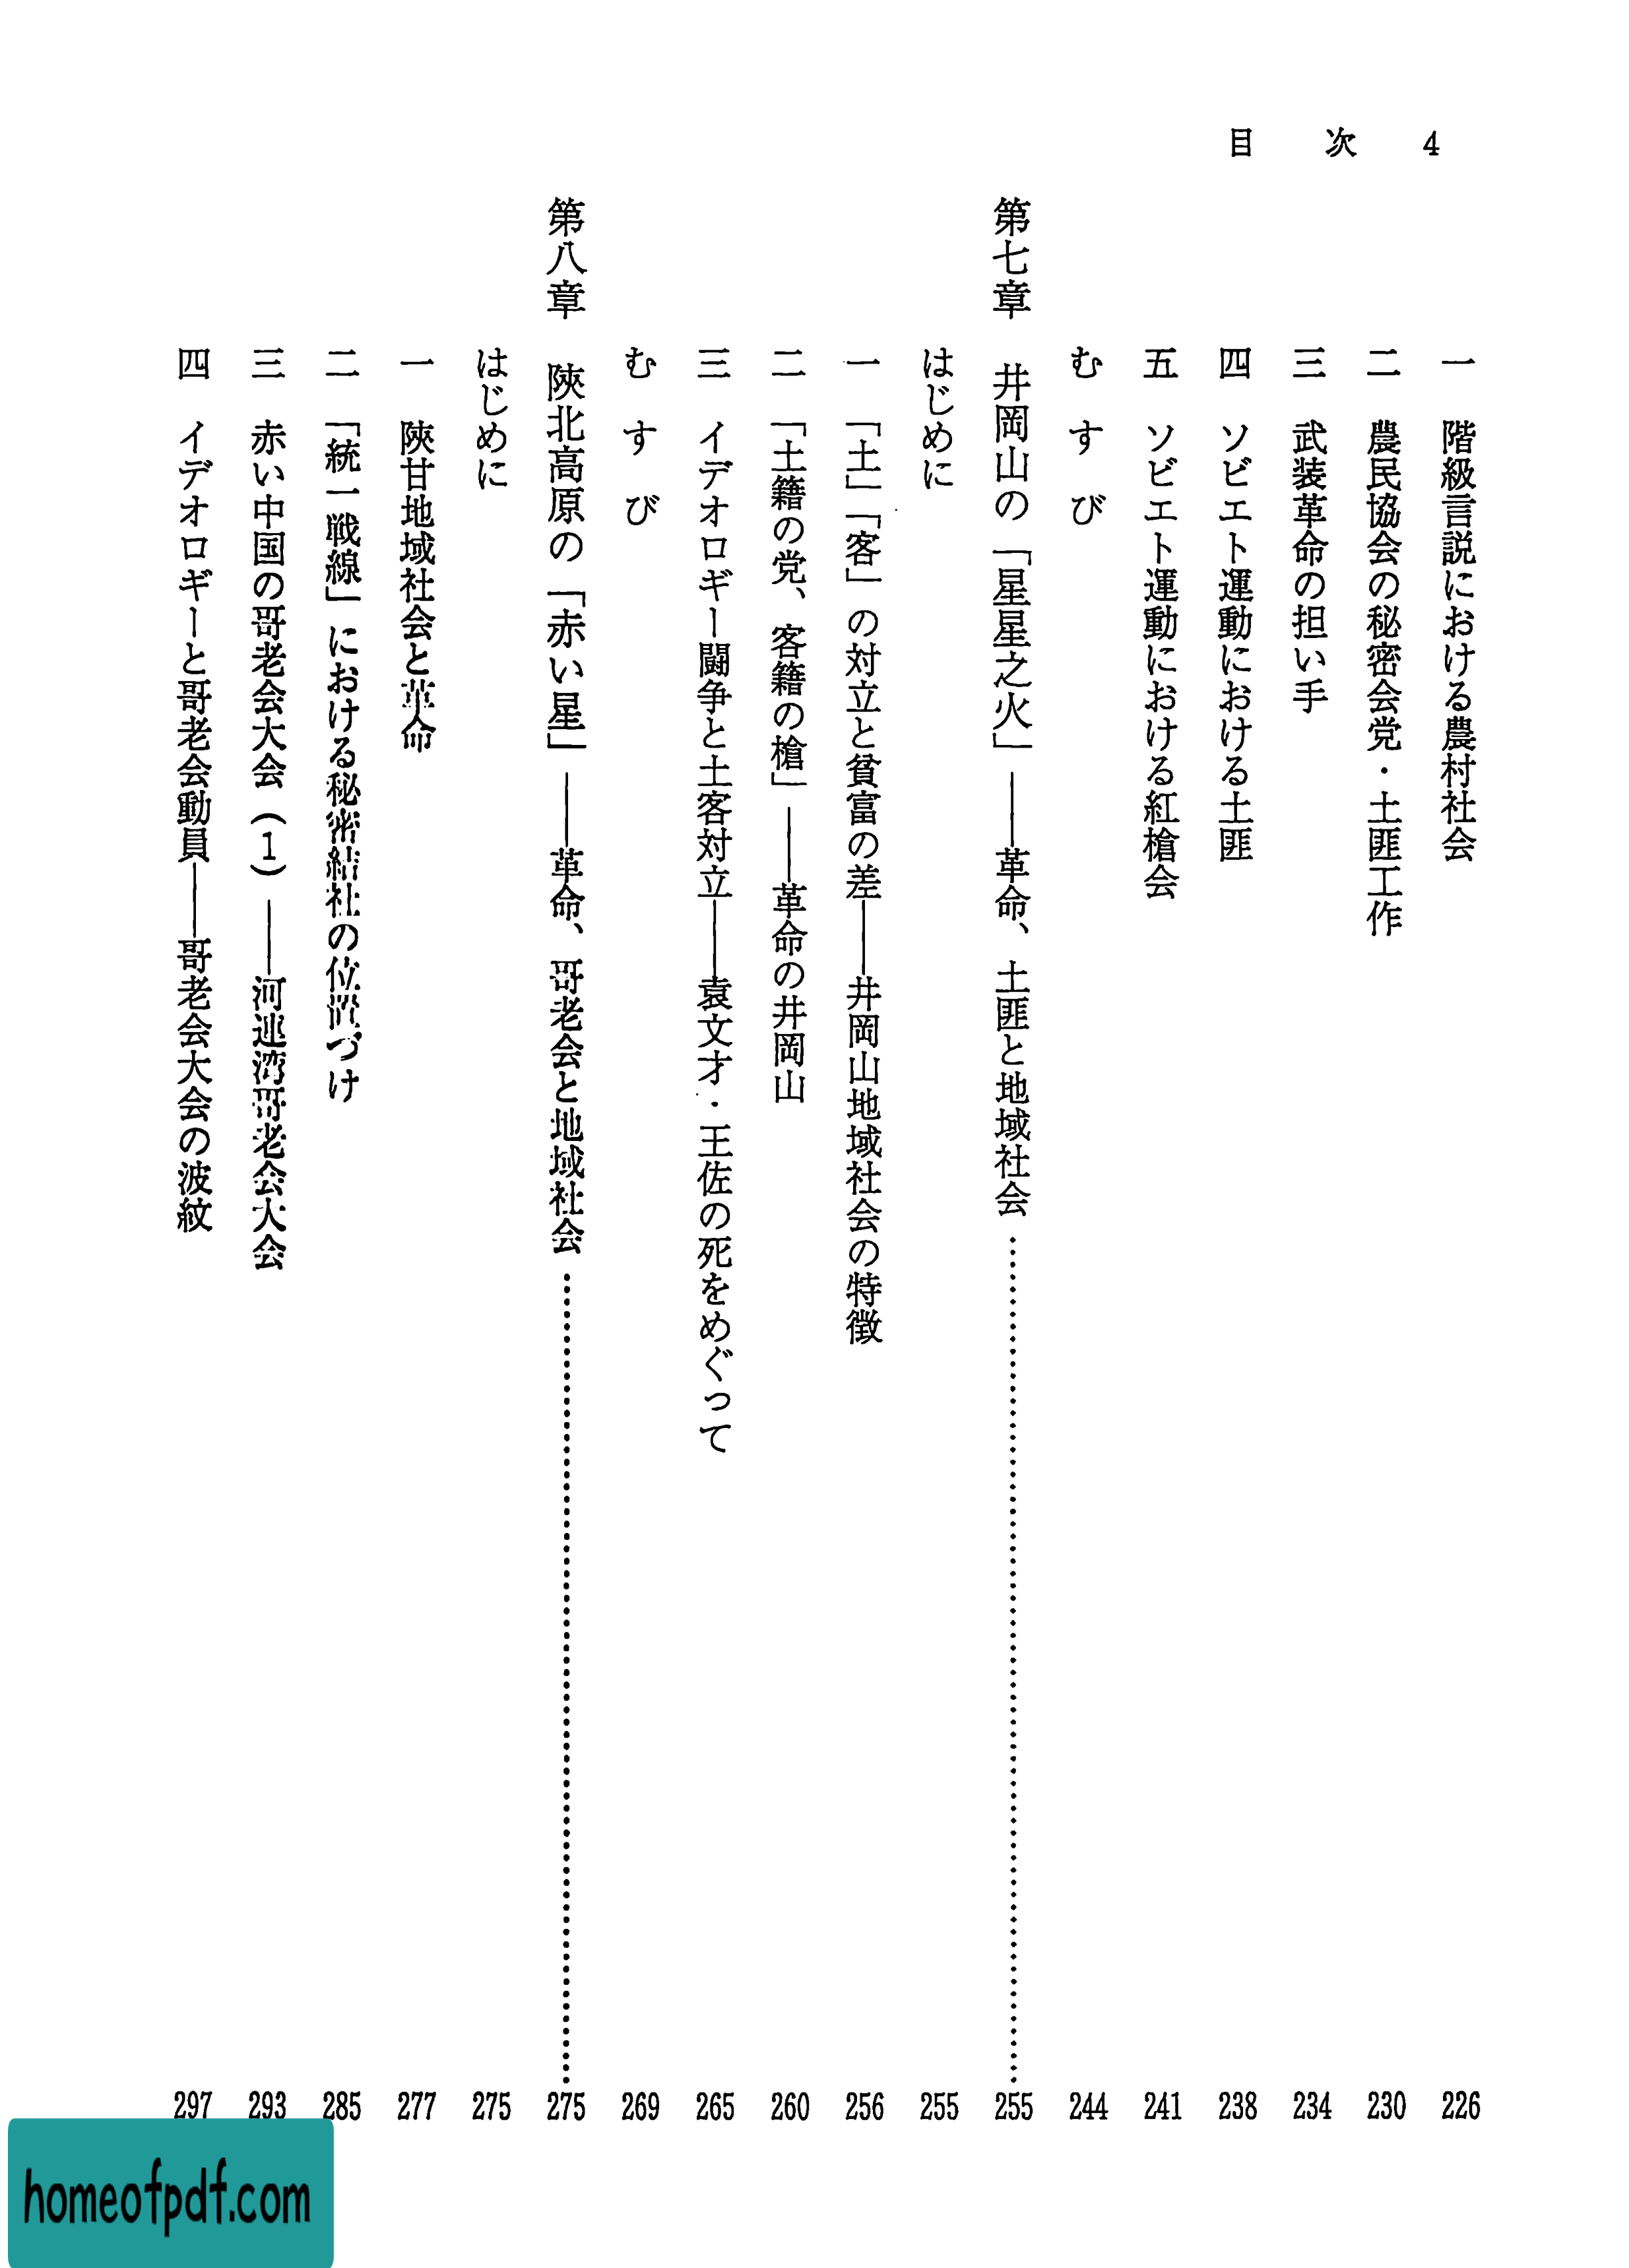 目次 4
一 階級言説における農村社会 226
二 農民協会の秘密会党・土匪工作 230
三 武装革命の担い手 234
四 ソビエト運動における土匪 238
五 ソビエト運動における紅槍会 241
むすび 244
第七章 井岡山の「星星之火」――革命、土匪と地域社会……………………255
はじめに 255
一 「土」「客」の対立と貧富の差――井岡山地域社会の特徴 256
二 「土籍の党、客籍の槍」――革命の井岡山 260
三 イデオロギー闘争と土客対立――袁文才・王佐の死をめぐって 265
むすび 269
第八章 陝北高原の「赤い星」――革命、哥老会と地域社会……………………275
はじめに 275
一 陝甘地域社会と革命 277
二 「統一戦線」における秘密結社の位置づけ 285
三 赤い中国の哥老会大会(1)――河連湾哥老会大会 293
四 イデオロギーと哥老会動員――哥老会大会の波紋 297
homeofpdf.com